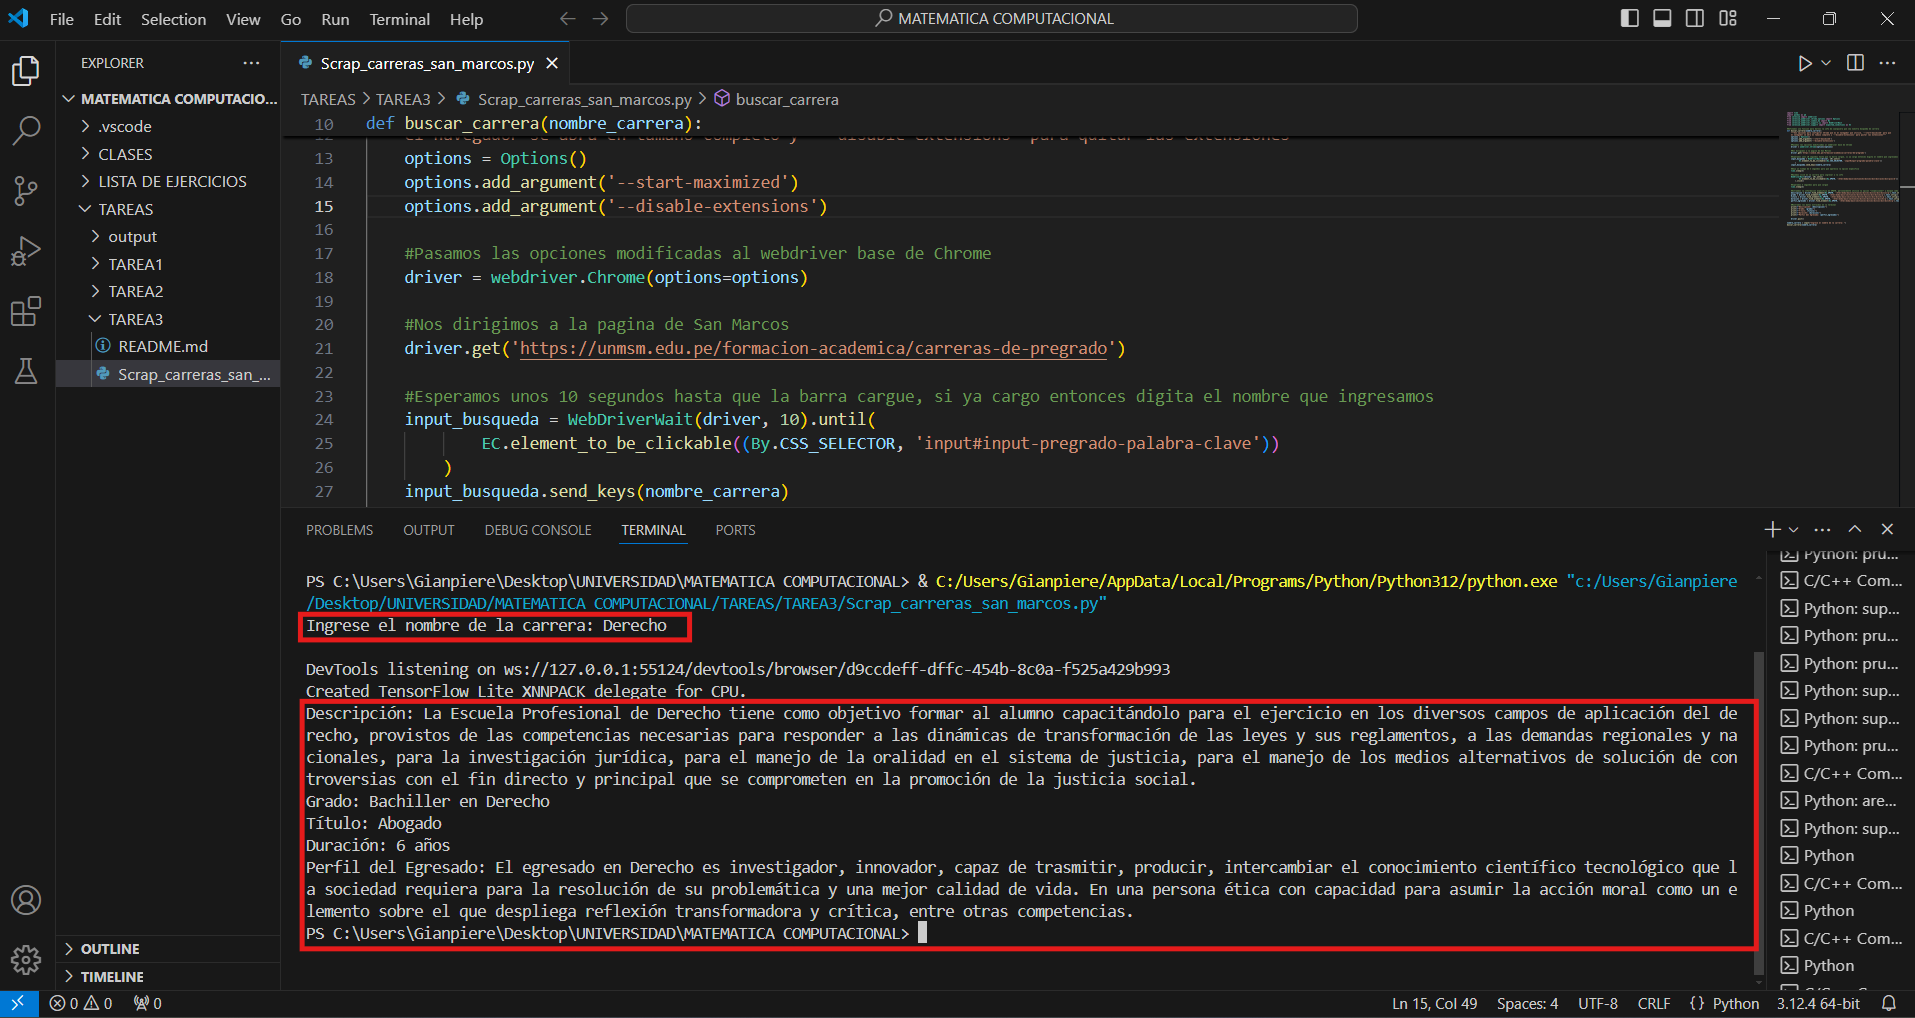 File Edit Selection View Go Run Terminal Help
MATEMATICA COMPUTACIONAL
EXPLORER
MATEMATICA COMPUTACIO...
.vscode
CLASES
LISTA DE EJERCICIOS
TAREAS
output
TAREA1
TAREA2
TAREA3
README.md
Scrap_carreras_san_...
OUTLINE
TIMELINE
Scrap_carreras_san_marcos.py
TAREAS > TAREA3 > Scrap_carreras_san_marcos.py > buscar_carrera
10 def buscar_carrera(nombre_carrera):
13 options = Options()
14 options.add_argument('--start-maximized')
15 options.add_argument('--disable-extensions')
16
17 #Pasamos las opciones modificadas al webdriver base de Chrome
18 driver = webdriver.Chrome(options=options)
19
20 #Nos dirigimos a la pagina de San Marcos
21 driver.get('https://unmsm.edu.pe/formacion-academica/carreras-de-pregrado')
22
23 #Esperamos unos 10 segundos hasta que la barra cargue, si ya cargo entonces digita el nombre que ingresamos
24 input_busqueda = WebDriverWait(driver, 10).until(
25 EC.element_to_be_clickable((By.CSS_SELECTOR, 'input#input-pregrado-palabra-clave'))
26 )
27 input_busqueda.send_keys(nombre_carrera)
PROBLEMS OUTPUT DEBUG CONSOLE TERMINAL PORTS
PS C:\Users\Gianpiere\Desktop\UNIVERSIDAD\MATEMATICA COMPUTACIONAL> & C:/Users/Gianpiere/AppData/Local/Programs/Python/Python312/python.exe "c:/Users/Gianpiere
/Desktop/UNIVERSIDAD/MATEMATICA COMPUTACIONAL/TAREAS/TAREA3/Scrap_carreras_san_marcos.py"
Ingrese el nombre de la carrera: Derecho
DevTools listening on ws://127.0.0.1:55124/devtools/browser/d9ccdeff-dffc-454b-8c0a-f525a429b993
Created TensorFlow Lite XNNPACK delegate for CPU.
Descripción: La Escuela Profesional de Derecho tiene como objetivo formar al alumno capacitándolo para el ejercicio en los diversos campos de aplicación del de
recho, provistos de las competencias necesarias para responder a las dinámicas de transformación de las leyes y sus reglamentos, a las demandas regionales y na
cionales, para la investigación jurídica, para el manejo de la oralidad en el sistema de justicia, para el manejo de los medios alternativos de solución de con
troversias con el fin directo y principal que se comprometen en la promoción de la justicia social.
Grado: Bachiller en Derecho
Título: Abogado
Duración: 6 años
Perfil del Egresado: El egresado en Derecho es investigador, innovador, capaz de trasmitir, producir, intercambiar el conocimiento científico tecnológico que l
a sociedad requiera para la resolución de su problemática y una mejor calidad de vida. En una persona ética con capacidad para asumir la acción moral como un e
lemento sobre el que despliega reflexión transformadora y crítica, entre otras competencias.
PS C:\Users\Gianpiere\Desktop\UNIVERSIDAD\MATEMATICA COMPUTACIONAL>
Python: pru...
C/C++ Com...
Python: sup...
Python: pru...
Python: pru...
Python: sup...
Python: sup...
Python: pru...
C/C++ Com...
Python: are...
Python: sup...
Python
C/C++ Com...
Python
C/C++ Com...
Python
0 0 0 Ln 15, Col 49 Spaces: 4 UTF-8 CRLF {} Python 3.12.4 64-bit